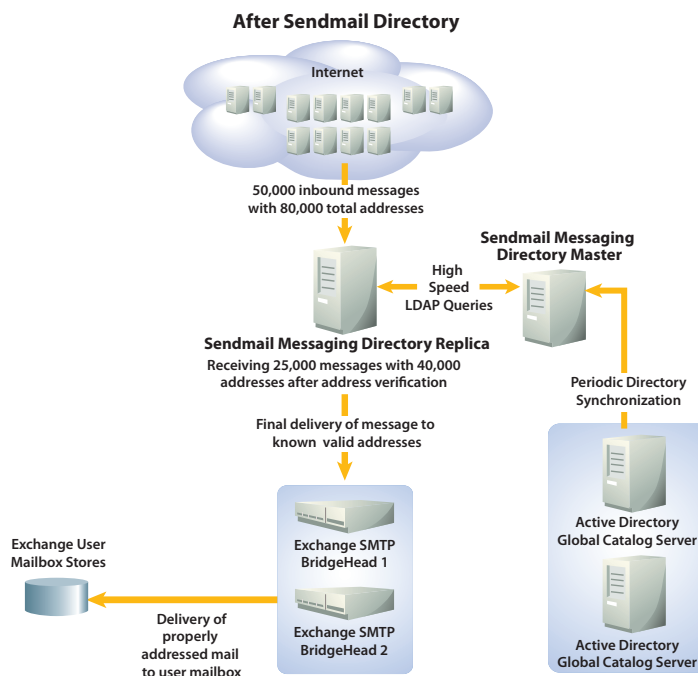 After Sendmail Directory
Internet
50,000 inbound messages
with 80,000 total addresses
Sendmail Messaging
Directory Master
High
Speed
LDAP Queries
Sendmail Messaging Directory Replica
Receiving 25,000 messages with 40,000
addresses after address verification
Periodic Directory
Synchronization
Final delivery of message to
known valid addresses
Exchange SMTP
BridgeHead 1
Exchange SMTP
BridgeHead 2
Exchange User
Mailbox Stores
Delivery of
properly
addressed mail
to user mailbox
Active Directory
Global Catalog Server
Active Directory
Global Catalog Server